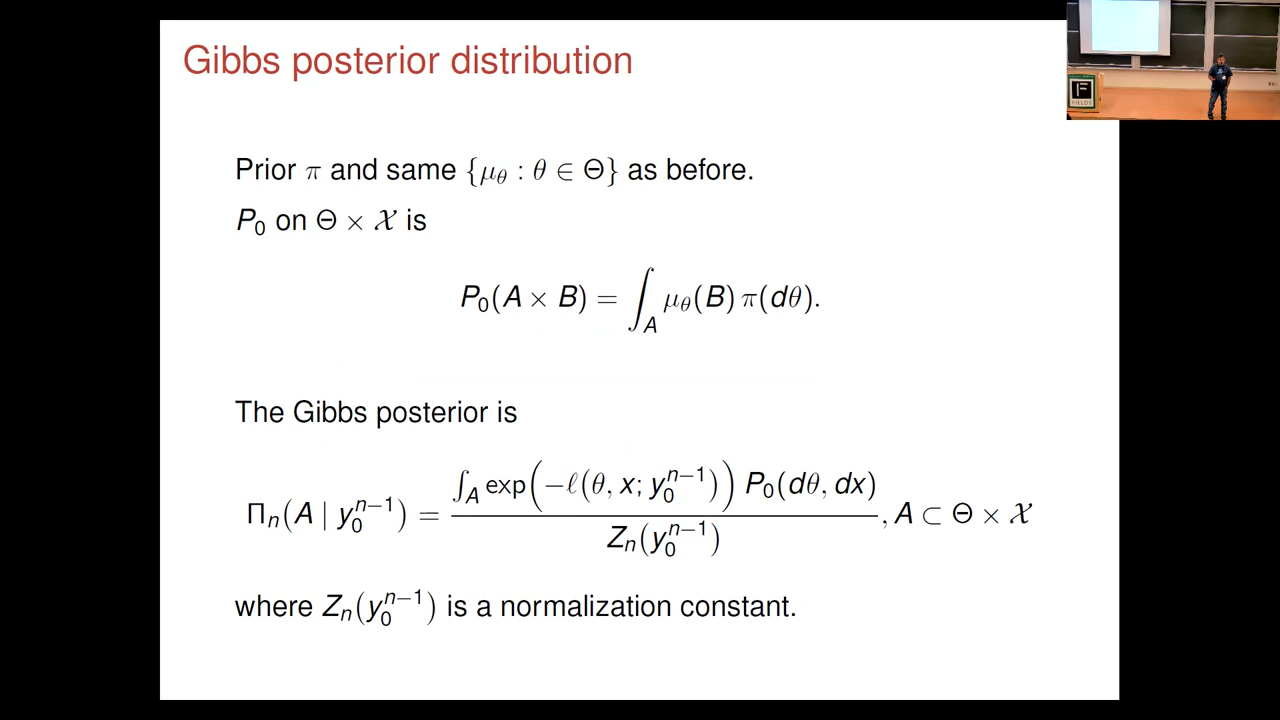 Gibbs posterior distribution
Prior π and same {μ_θ : θ ∈ Θ} as before.
P_0 on Θ × 𝒳 is
P_0(A × B) = ∫_A μ_θ(B) π(dθ).
The Gibbs posterior is
Π_n(A | y_0^{n−1}) = \frac{∫_A exp(−ℓ(θ, x; y_0^{n−1})) P_0(dθ, dx)}{Z_n(y_0^{n−1})}, A ⊂ Θ × 𝒳
where Z_n(y_0^{n−1}) is a normalization constant.
F
FIELDS